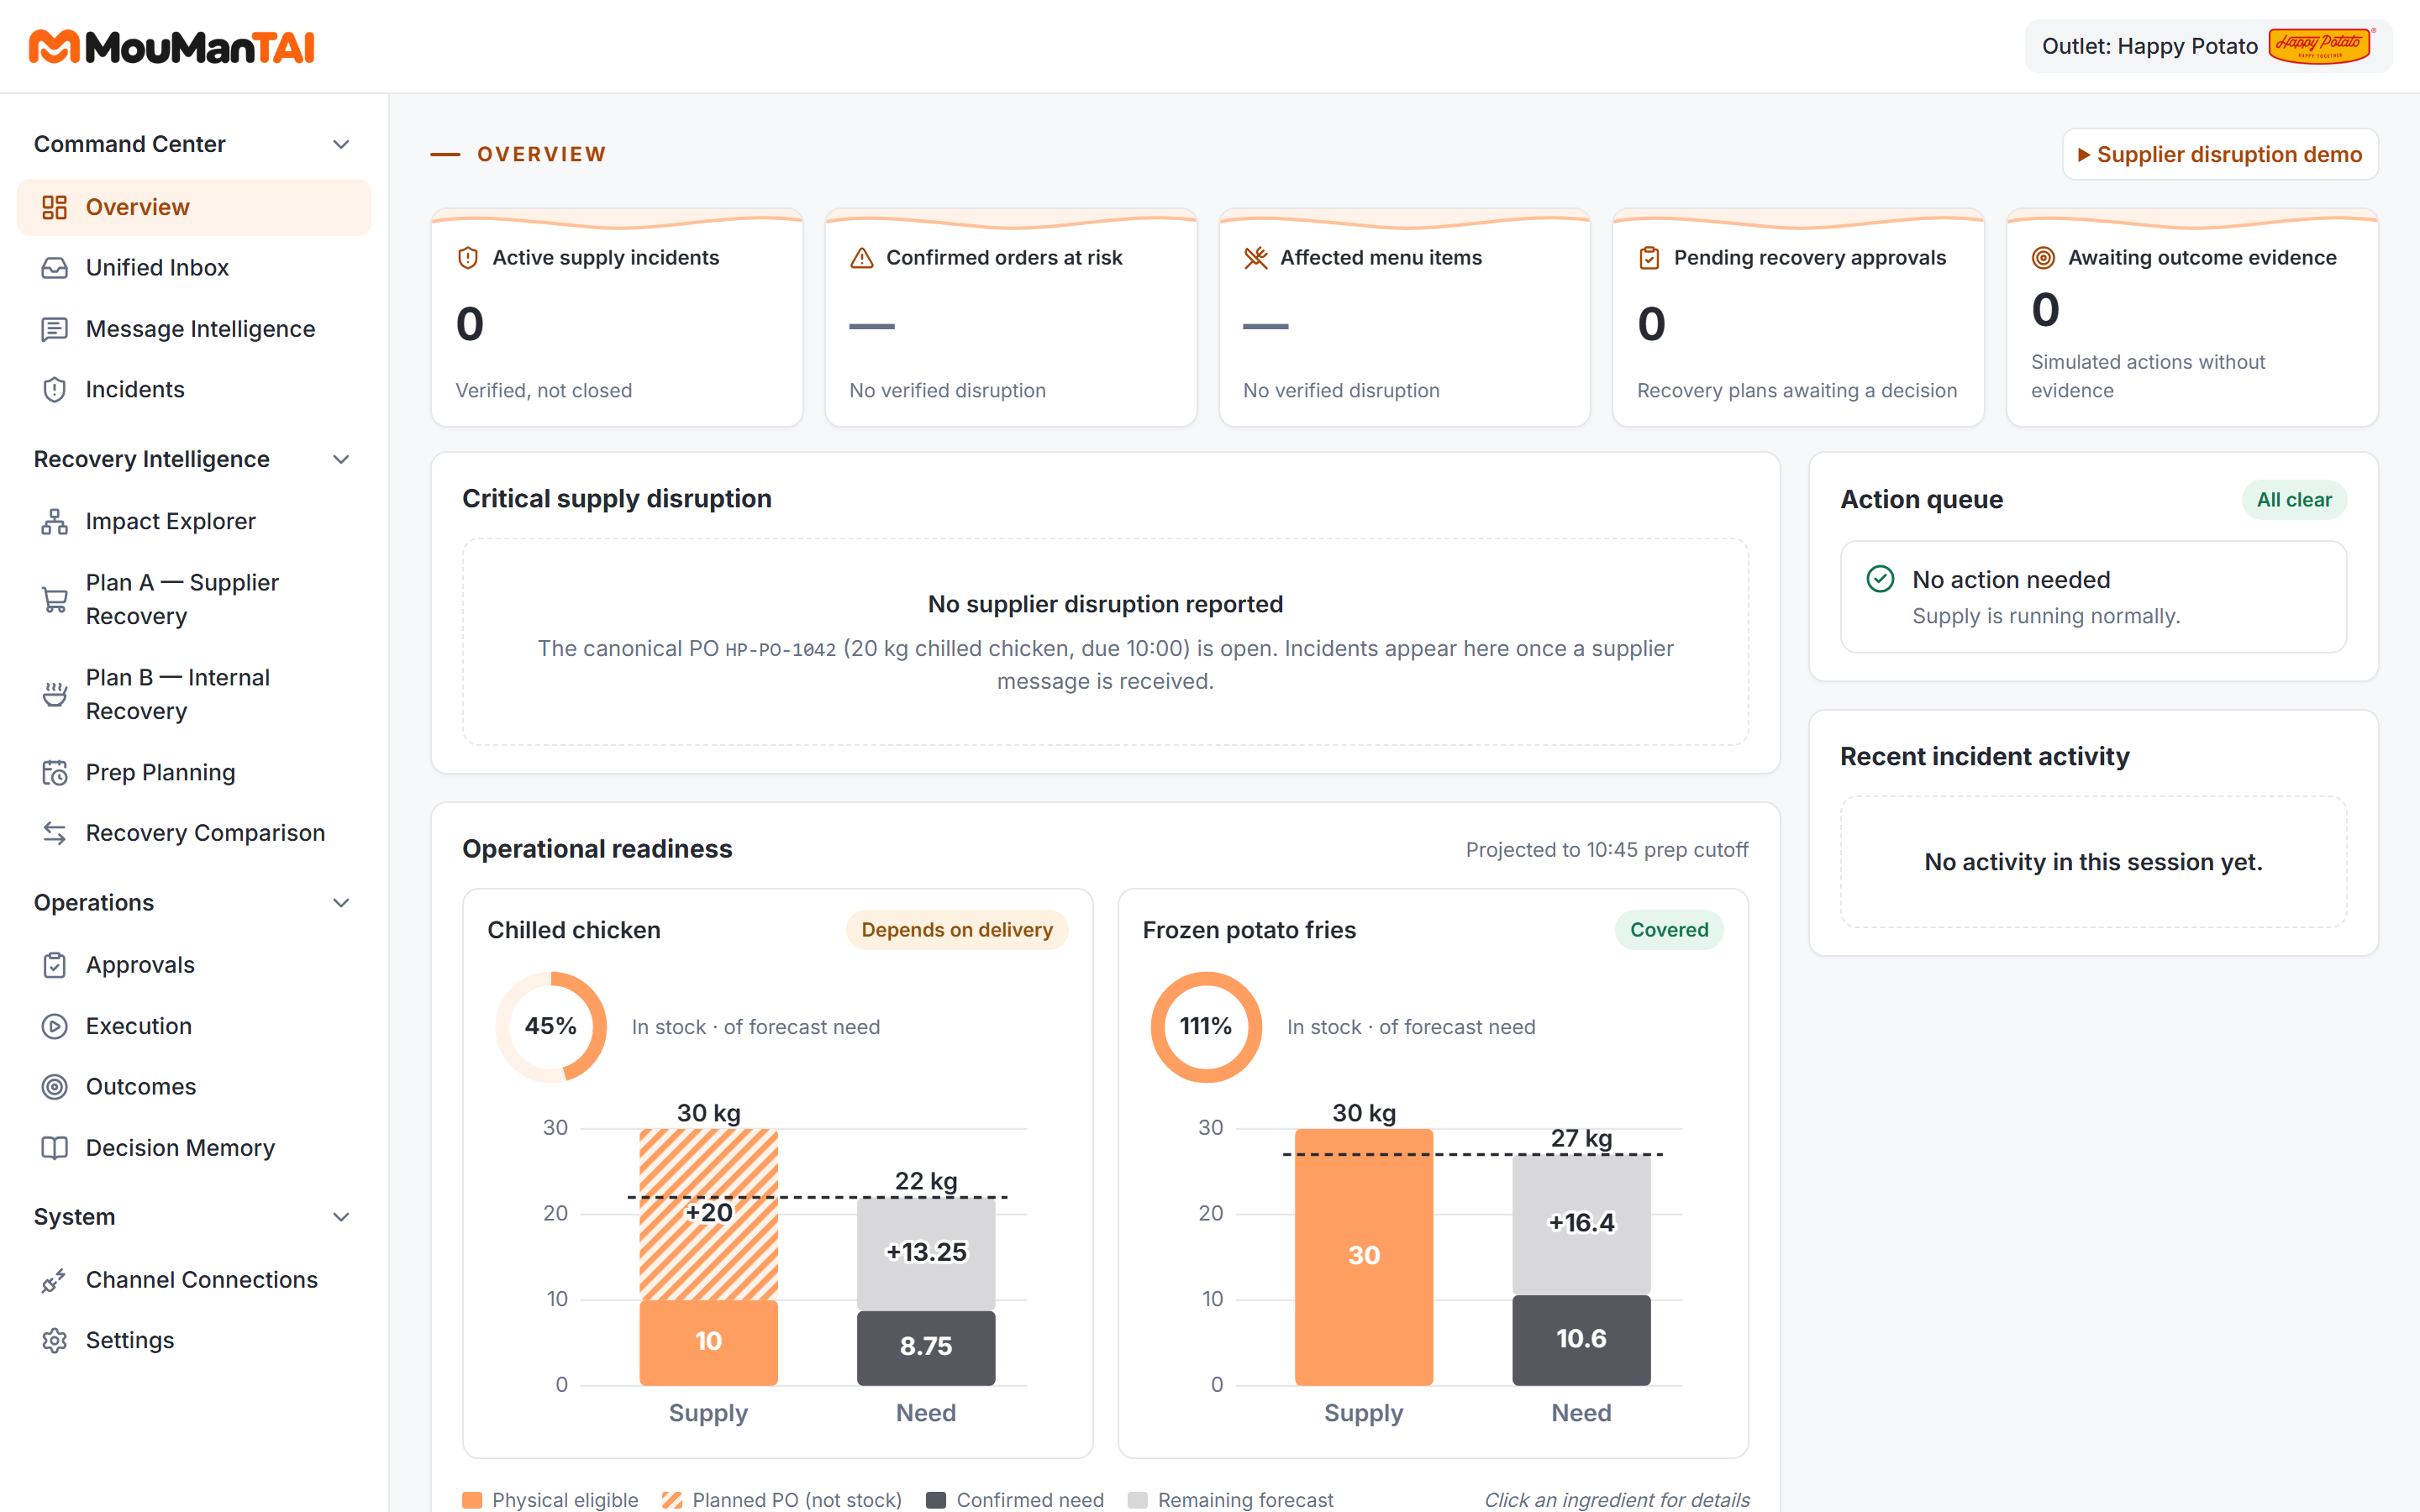 MouManTAI
Outlet: Happy Potato
Happy Potato
HAPPY TOGETHER
Command Center
Overview
Unified Inbox
Message Intelligence
Incidents
Recovery Intelligence
Impact Explorer
Plan A — Supplier
Recovery
Plan B — Internal
Recovery
Prep Planning
Recovery Comparison
Operations
Approvals
Execution
Outcomes
Decision Memory
System
Channel Connections
Settings
OVERVIEW
Supplier disruption demo
Active supply incidents
0
Verified, not closed
Confirmed orders at risk
—
No verified disruption
Affected menu items
—
No verified disruption
Pending recovery approvals
0
Recovery plans awaiting a decision
Awaiting outcome evidence
0
Simulated actions without
evidence
Critical supply disruption
No supplier disruption reported
The canonical PO HP-PO-1042 (20 kg chilled chicken, due 10:00) is open. Incidents appear here once a supplier
message is received.
Action queue
All clear
No action needed
Supply is running normally.
Recent incident activity
No activity in this session yet.
Operational readiness
Projected to 10:45 prep cutoff
Chilled chicken
Depends on delivery
45%
In stock · of forecast need
30 kg
22 kg
30
20
10
0
+20
10
+13.25
8.75
Supply
Need
Frozen potato fries
Covered
111%
In stock · of forecast need
30 kg
27 kg
30
20
10
0
30
+16.4
10.6
Supply
Need
Physical eligible
Planned PO (not stock)
Confirmed need
Remaining forecast
Click an ingredient for details